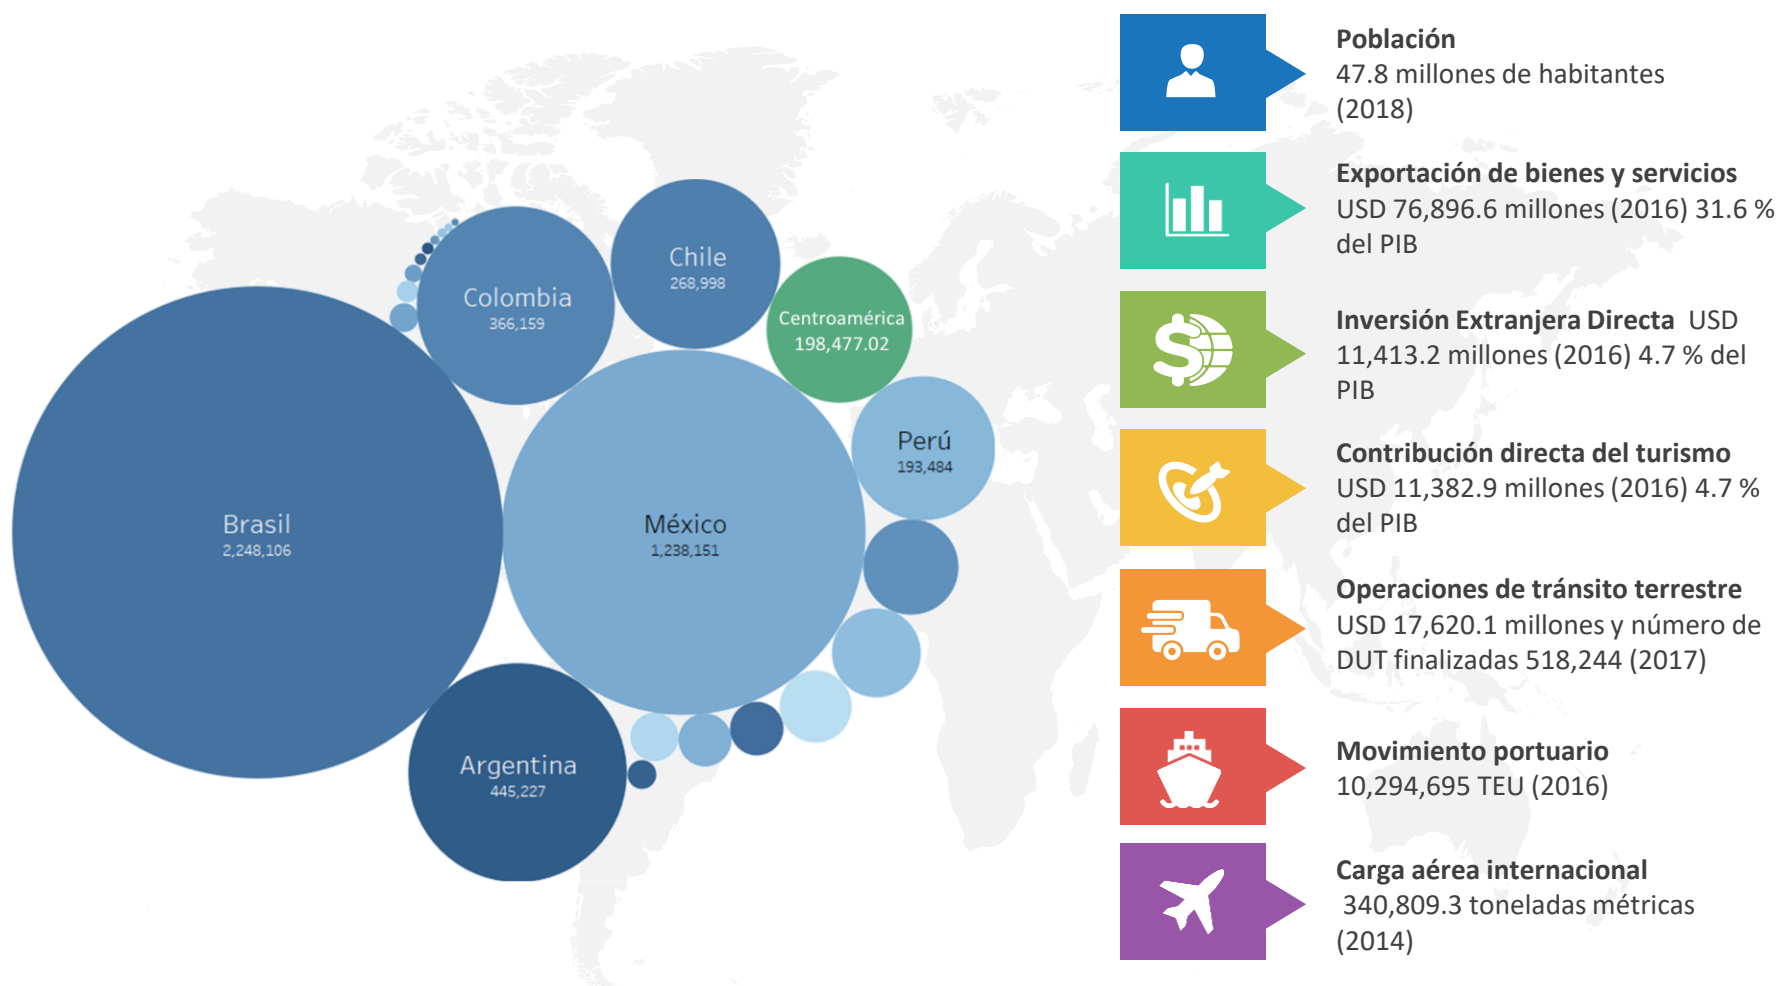 Chile
268,998
Colombia
366,159
Centroamérica
198,477.02
Perú
193,484
Brasil
2,248,106
México
1,238,151
Argentina
445,227
Población
47.8 millones de habitantes
(2018)
Exportación de bienes y servicios
USD 76,896.6 millones (2016) 31.6 %
del PIB
Inversión Extranjera Directa  USD
11,413.2 millones (2016) 4.7 % del
PIB
Contribución directa del turismo
USD 11,382.9 millones (2016) 4.7 %
del PIB
Operaciones de tránsito terrestre
USD 17,620.1 millones y número de
DUT finalizadas 518,244 (2017)
Movimiento portuario
10,294,695 TEU (2016)
Carga aérea internacional
340,809.3 toneladas métricas
(2014)